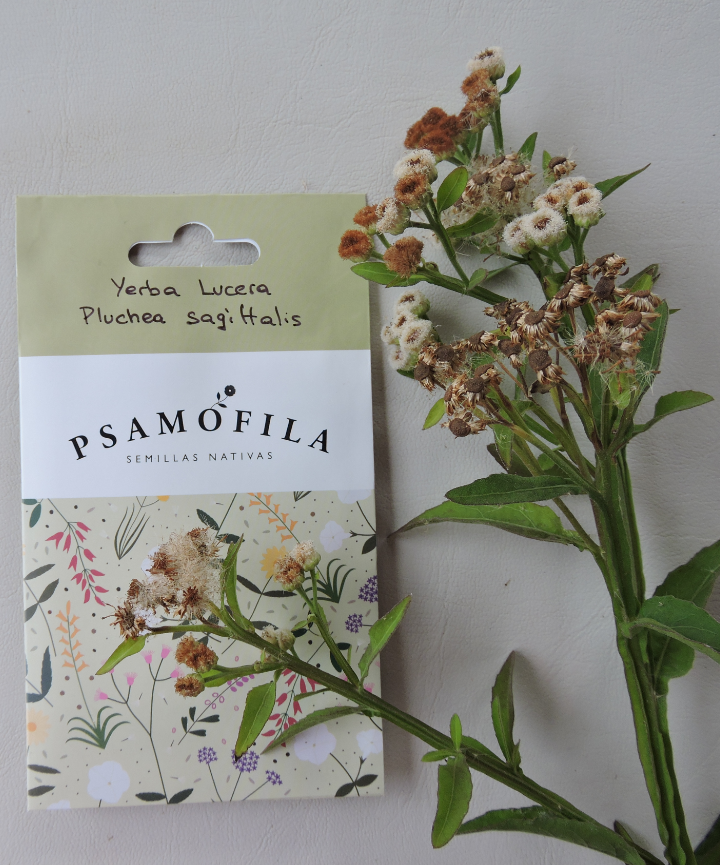 Yerba Lucera
Pluchea sagittalis
PSAMOFILA
SEMILLAS NATIVAS